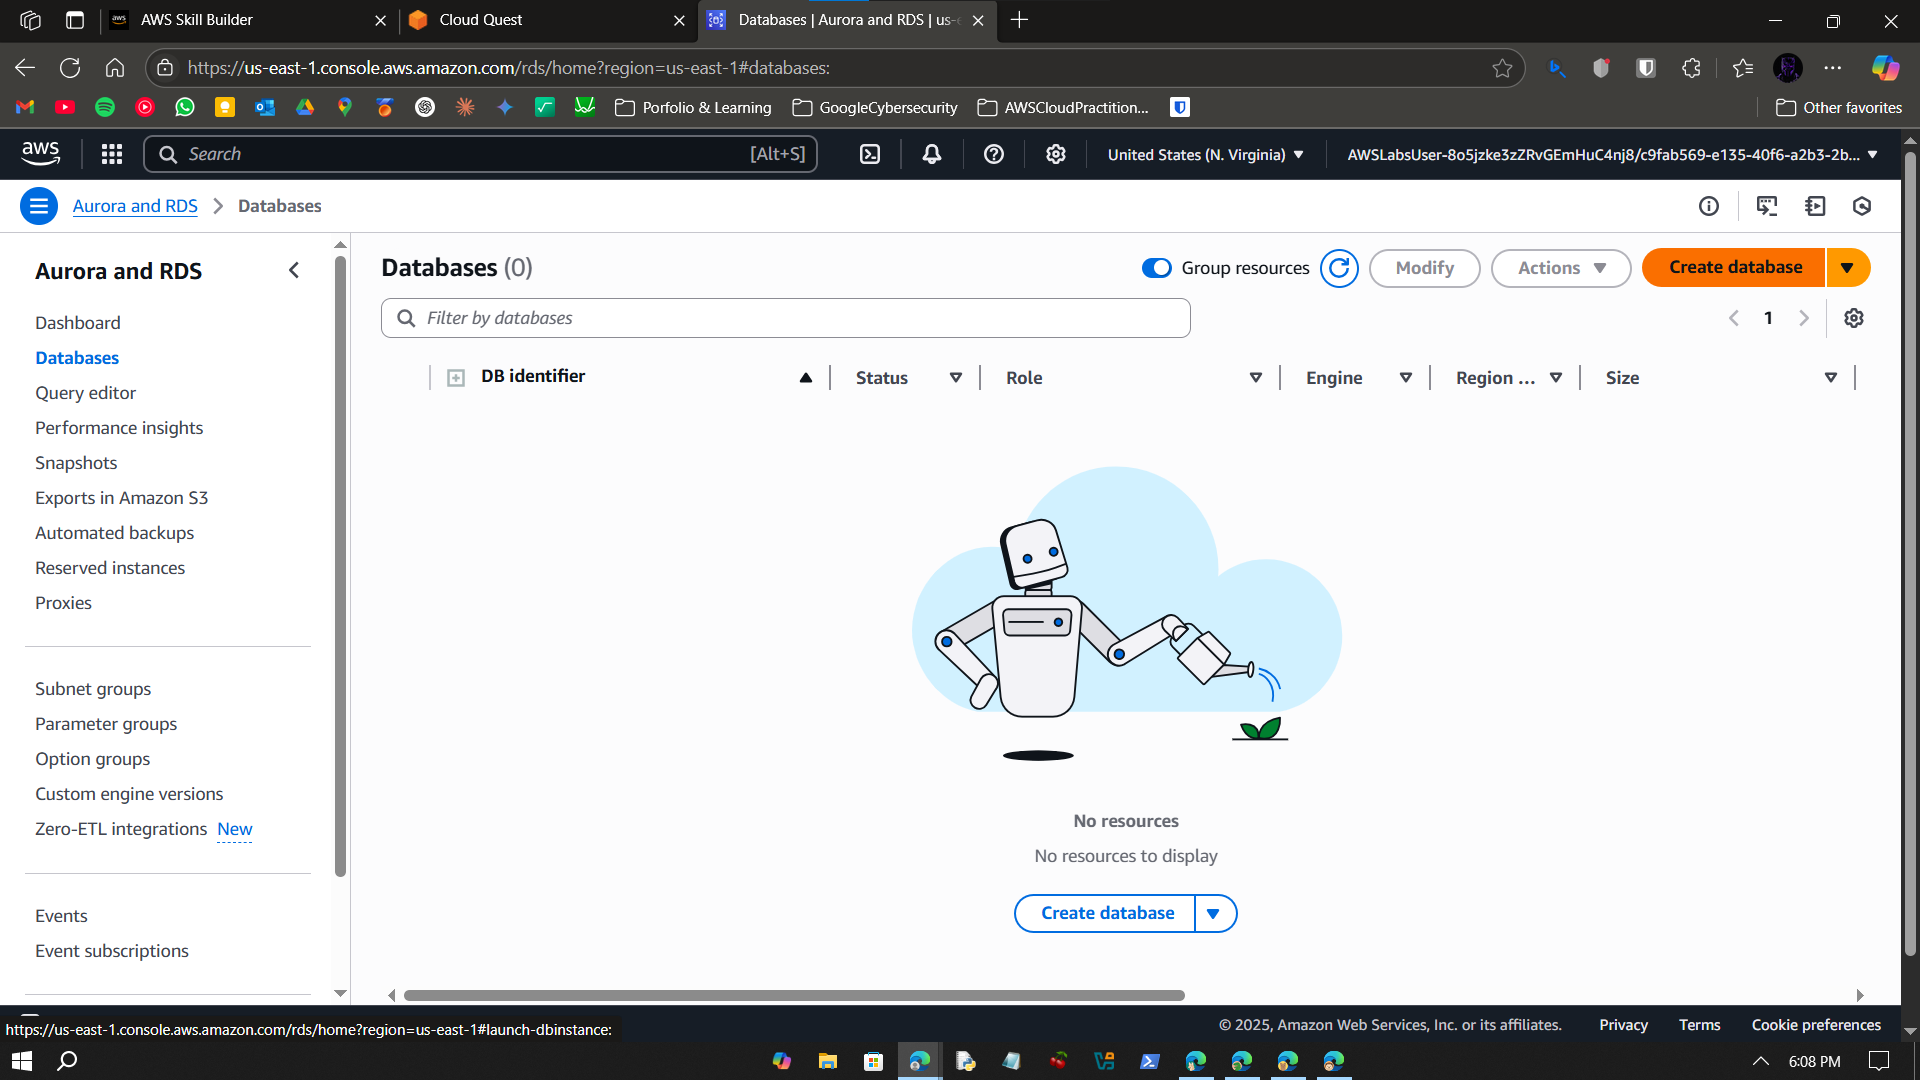 AWS Skill Builder
Cloud Quest
Databases | Aurora and RDS | us-e
https://us-east-1.console.aws.amazon.com/rds/home?region=us-east-1#databases:
Porfolio & Learning
GoogleCybersecurity
AWSCloudPractition...
Other favorites
aws
Search
[Alt+S]
United States (N. Virginia)
AWSLabsUser-8o5jzke3zZRvGEmHuC4nj8/c9fab569-e135-40f6-a2b3-2b...
Aurora and RDS
Databases
Aurora and RDS
Dashboard
Databases
Query editor
Performance insights
Snapshots
Exports in Amazon S3
Automated backups
Reserved instances
Proxies
Subnet groups
Parameter groups
Option groups
Custom engine versions
Zero-ETL integrations New
Events
Event subscriptions
Databases (0)
Group resources
Modify
Actions
Create database
Filter by databases
1
DB identifier
Status
Role
Engine
Region ...
Size
No resources
No resources to display
Create database
https://us-east-1.console.aws.amazon.com/rds/home?region=us-east-1#launch-dbinstance:
© 2025, Amazon Web Services, Inc. or its affiliates.
Privacy
Terms
Cookie preferences
6:08 PM